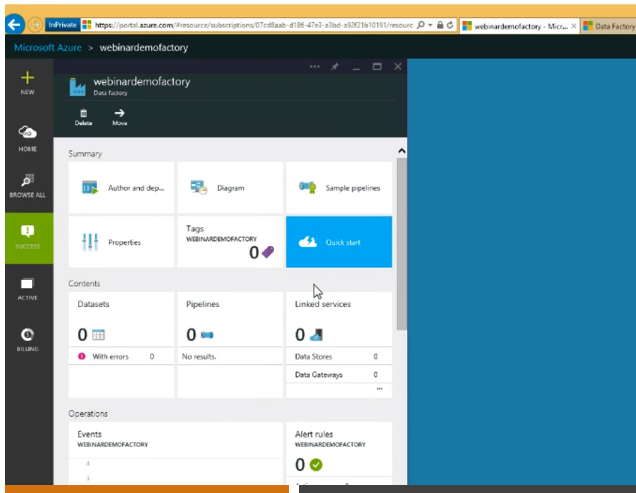 InPrivate
https://portal.azure.com/#resource/subscriptions/07cd8aab-d186-47e3-a3bd-a92f21b10191/resourc
webinardemofactory - Micr...
Data Factory
Microsoft Azure > webinardemofactory
NEW
HOME
BROWSE ALL
SUCCESS
ACTIVE
BILLING
webinardemofactory
Data factory
Delete
Move
Summary
Author and dep...
Diagram
Sample pipelines
Properties
Tags
WEBINARDEMOFACTORY
0
Quick start
Contents
Datasets
0
With errors 0
Pipelines
0
No results.
Linked services
0
Data Stores 0
Data Gateways 0
...
Operations
Events
WEBINARDEMOFACTORY
4
3
Alert rules
WEBINARDEMOFACTORY
0